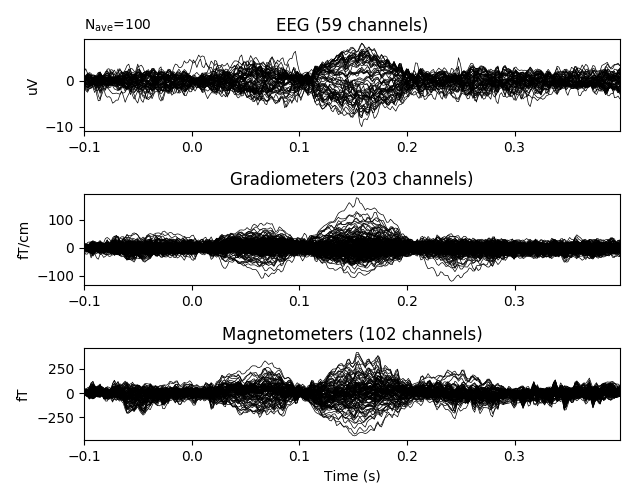 N_ave=100
EEG (59 channels)
0
−10
uV
−0.1 0.0 0.1 0.2 0.3
Gradiometers (203 channels)
100
0
−100
fT/cm
−0.1 0.0 0.1 0.2 0.3
Magnetometers (102 channels)
250
0
−250
fT
−0.1 0.0 0.1 0.2 0.3
Time (s)